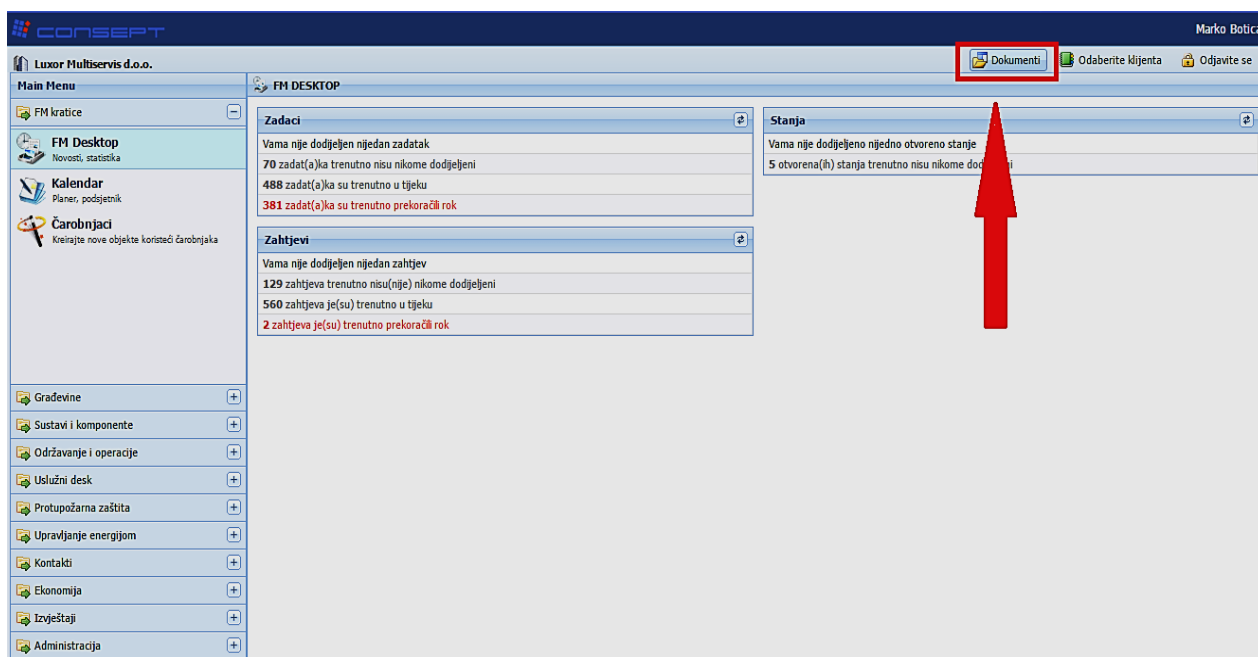 CONSEPT
Marko Botica
Luxor Multiservis d.o.o.
Dokumenti
Odaberite klijenta
Odjavite se
Main Menu
FM DESKTOP
FM kratice
FM Desktop
Novosti, statistika
Kalendar
Planer, podsjetnik
Čarobnjaci
Kreirajte nove objekte koristeći čarobnjaka
Zadaci
Vama nije dodijeljen nijedan zadatak
70 zadat(a)ka trenutno nisu nikome dodijeljeni
488 zadat(a)ka su trenutno u tijeku
381 zadat(a)ka su trenutno prekoračili rok
Zahtjevi
Vama nije dodijeljen nijedan zahtjev
129 zahtjeva trenutno nisu(nije) nikome dodijeljeni
560 zahtjeva je(su) trenutno u tijeku
2 zahtjeva je(su) trenutno prekoračili rok
Stanja
Vama nije dodijeljeno nijedno otvoreno stanje
5 otvorena(ih) stanja trenutno nisu nikome
Građevine
Sustavi i komponente
Održavanje i operacije
Uslužni desk
Protupožarna zaštita
Upravljanje energijom
Kontakti
Ekonomija
Izvještaji
Administracija